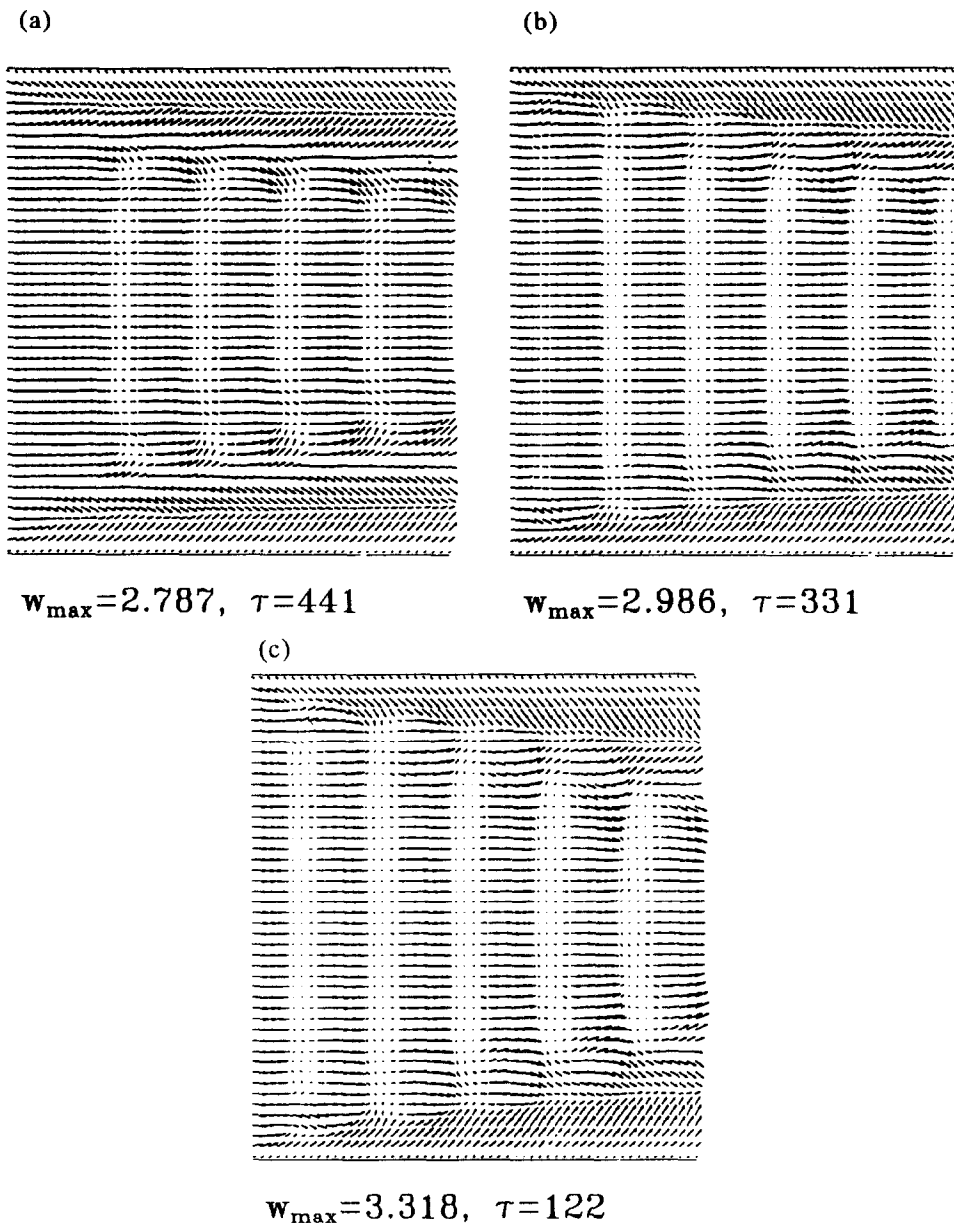 (a)
(b)
w_max=2.787, τ=441
w_max=2.986, τ=331
(c)
w_max=3.318, τ=122